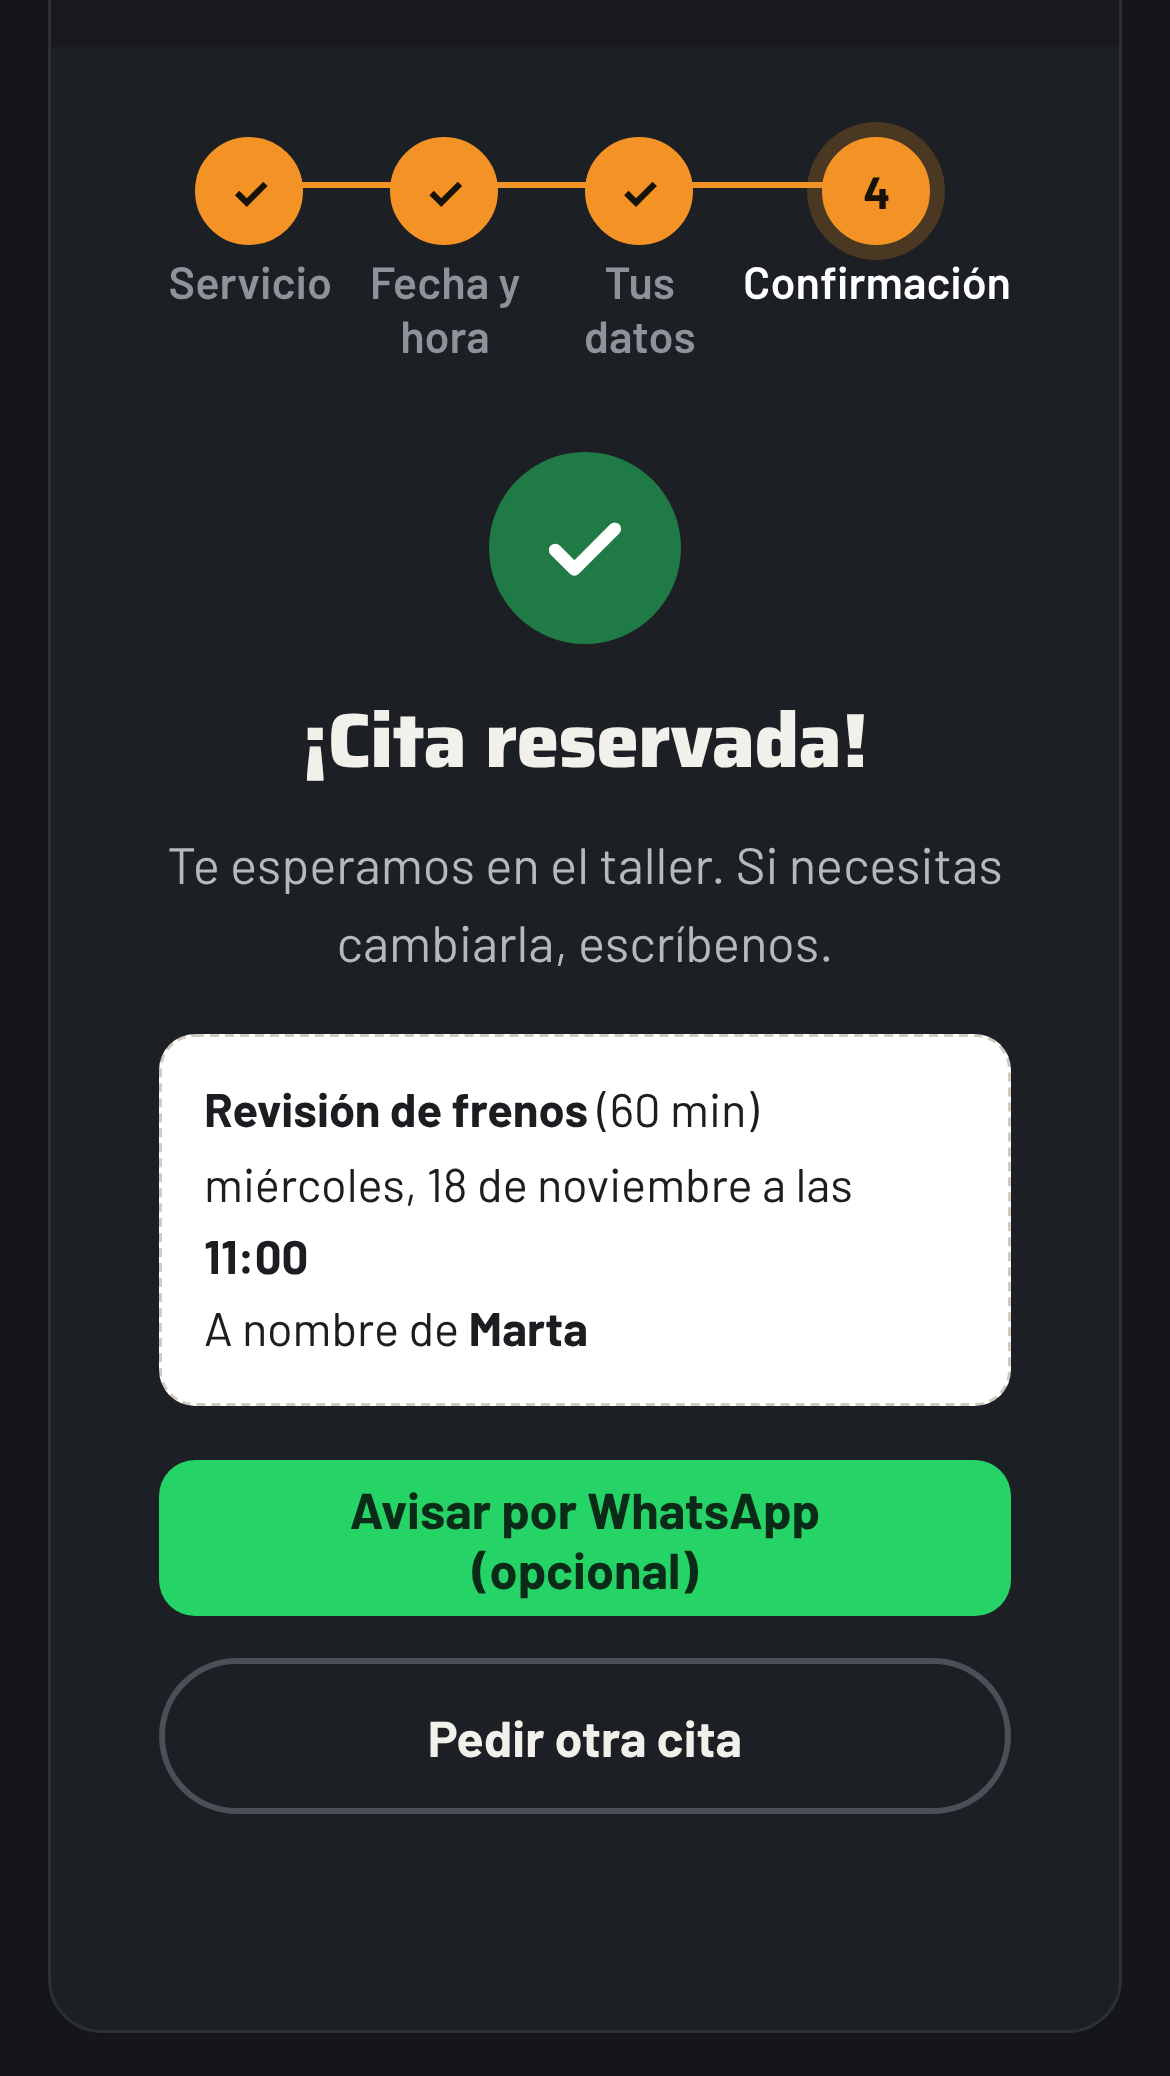 4
Servicio
Fecha y
hora
Tus
datos
Confirmación
¡Cita reservada!
Te esperamos en el taller. Si necesitas
cambiarla, escríbenos.
Revisión de frenos (60 min)
miércoles, 18 de noviembre a las
11:00
A nombre de Marta
Avisar por WhatsApp
(opcional)
Pedir otra cita